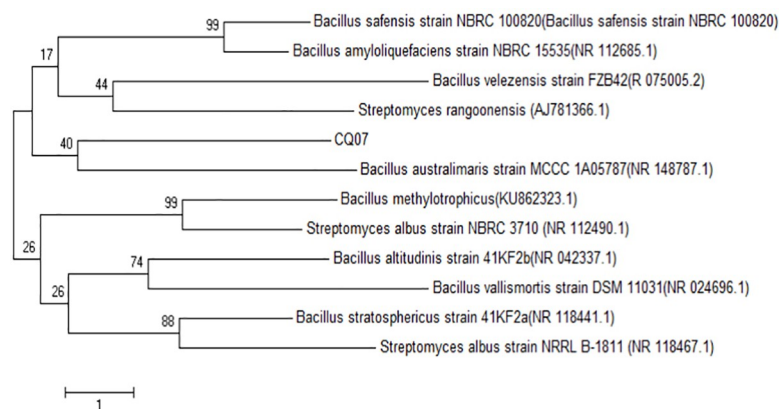 99
Bacillus safensis strain NBRC 100820(Bacillus safensis strain NBRC 100820)
Bacillus amyloliquefaciens strain NBRC 15535(NR 112685.1)
17
44
Bacillus velezensis strain FZB42(R 075005.2)
Streptomyces rangoonensis (AJ781366.1)
40
CQ07
Bacillus australimaris strain MCCC 1A05787(NR 148787.1)
99
Bacillus methylotrophicus(KU862323.1)
Streptomyces albus strain NBRC 3710 (NR 112490.1)
26
74
Bacillus altitudinis strain 41KF2b(NR 042337.1)
Bacillus vallismortis strain DSM 11031(NR 024696.1)
26
88
Bacillus stratosphericus strain 41KF2a(NR 118441.1)
Streptomyces albus strain NRRL B-1811 (NR 118467.1)
1